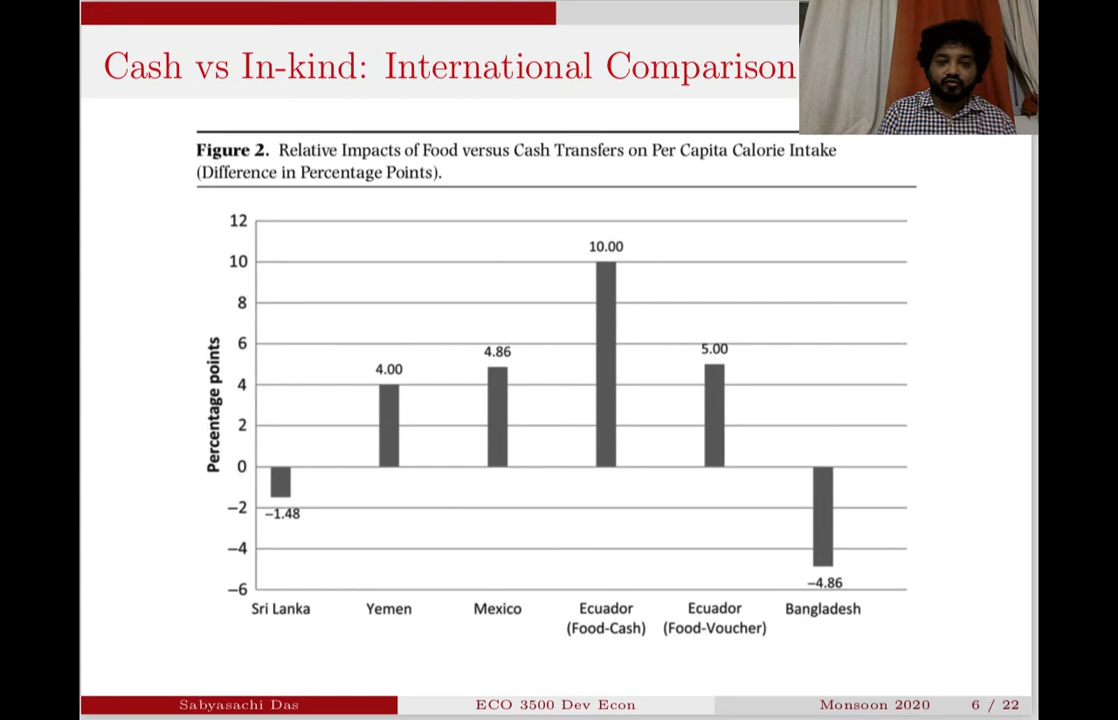 Cash vs In-kind: International Comparison
Figure 2. Relative Impacts of Food versus Cash Transfers on Per Capita Calorie Intake
(Difference in Percentage Points).
Percentage points
12
10
8
6
4
2
0
−2
−4
−6
−1.48
4.00
4.86
10.00
5.00
−4.86
Sri Lanka
Yemen
Mexico
Ecuador
(Food-Cash)
Ecuador
(Food-Voucher)
Bangladesh
Sabyasachi Das
ECO 3500 Dev Econ
Monsoon 2020
6 / 22